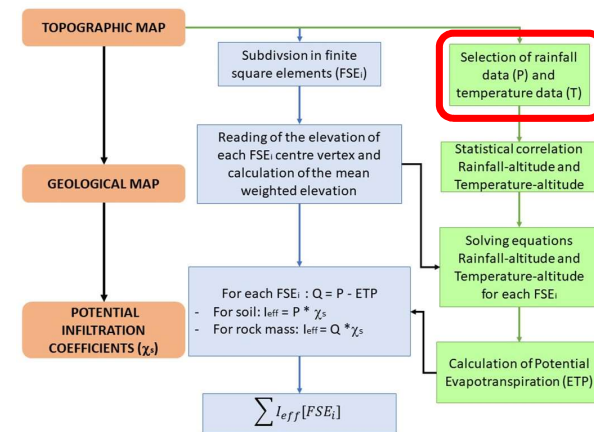 TOPOGRAPHIC MAP
Subdivsion in finite
square elements (FSEᵢ)
Selection of rainfall
data (P) and
temperature data (T)
Reading of the elevation of
each FSEᵢ centre vertex and
calculation of the mean
weighted elevation
Statistical correlation
Rainfall-altitude and
Temperature-altitude
GEOLOGICAL MAP
Solving equations
Rainfall-altitude and
Temperature-altitude
for each FSEᵢ
For each FSEᵢ : Q = P - ETP
- For soil: Iₑff = P * χₛ
- For rock mass: Iₑff = Q *χₛ
POTENTIAL
INFILTRATION
COEFFICIENTS (χₛ)
Calculation of Potential
Evapotranspiration (ETP)
∑ I_eff[FSEᵢ]